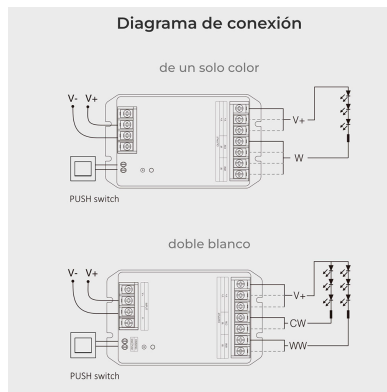 Diagrama de conexión
de un solo color
V- V+
V+
W
PUSH switch
doble blanco
V- V+
V+
CW
WW
PUSH switch